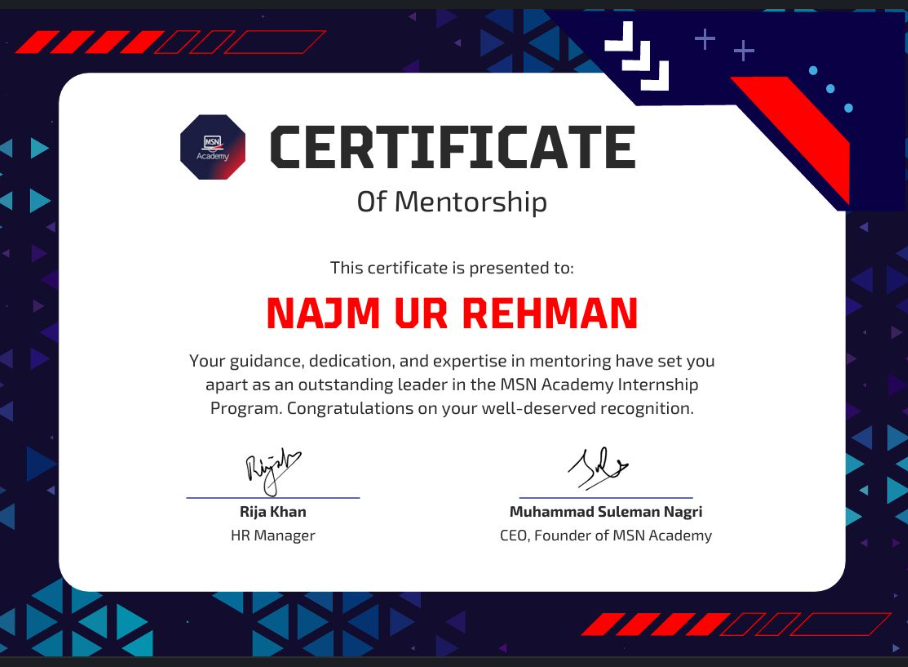 MSN
Academy
CERTIFICATE
Of Mentorship
This certificate is presented to:
NAJM UR REHMAN
Your guidance, dedication, and expertise in mentoring have set you
apart as an outstanding leader in the MSN Academy Internship
Program. Congratulations on your well-deserved recognition.
Rija Khan
HR Manager
Muhammad Suleman Nagri
CEO, Founder of MSN Academy